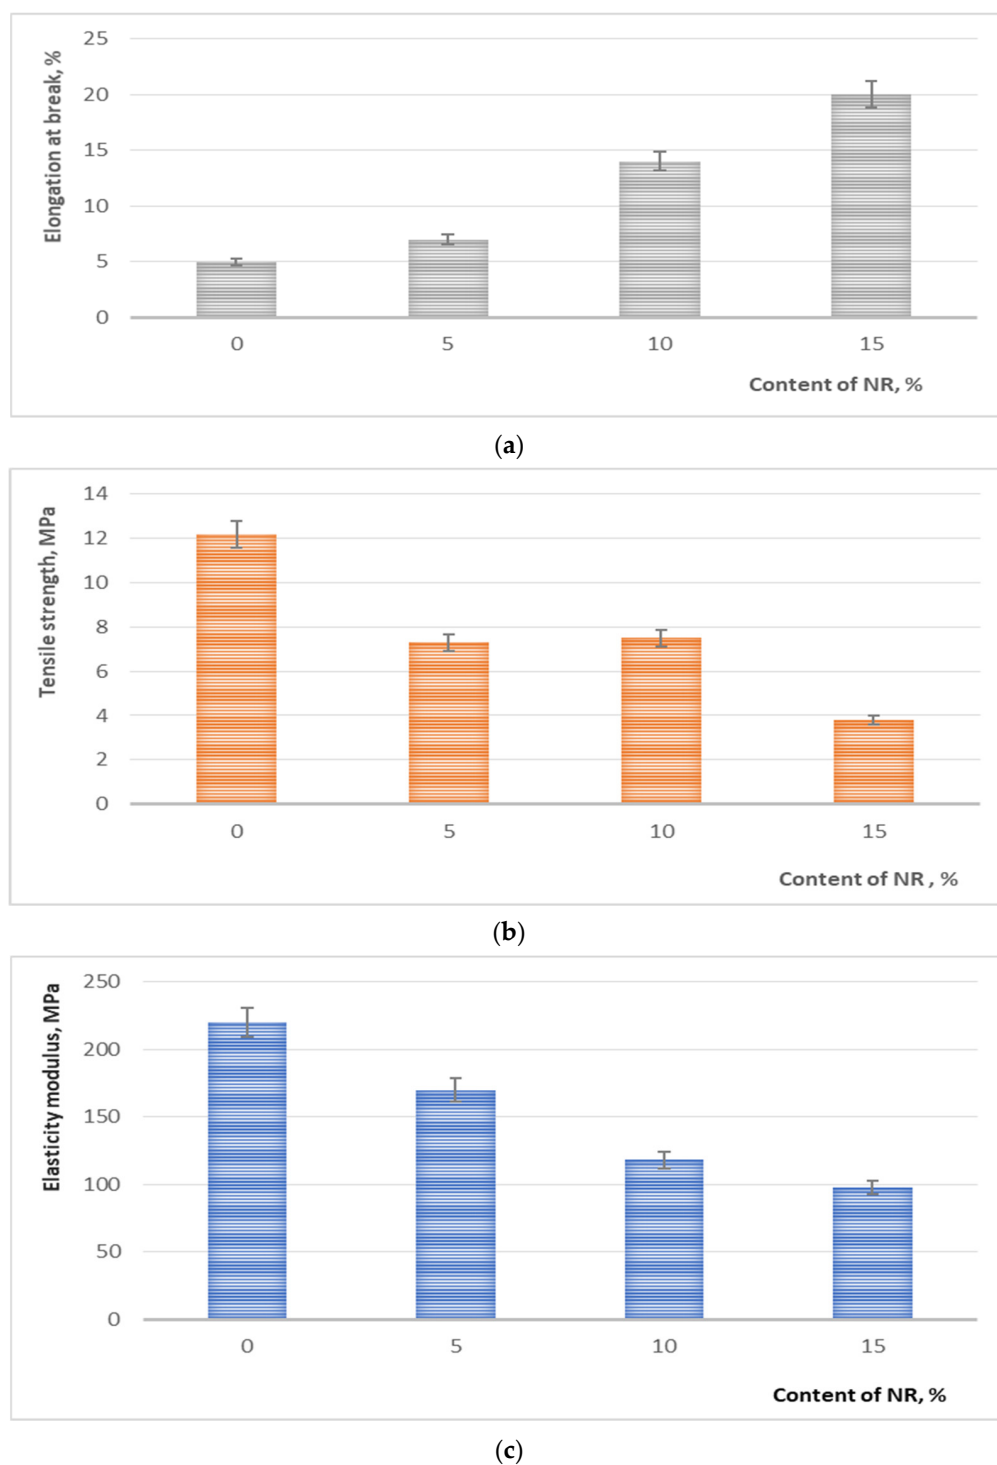 Elongation at break, %
25
20
15
10
5
0
0 5 10 15
Content of NR, %
(a)
Tensile strength, MPa
14
12
10
8
6
4
2
0
0 5 10 15
Content of NR , %
(b)
Elasticity modulus, MPa
250
200
150
100
50
0
0 5 10 15
Content of NR, %
(c)